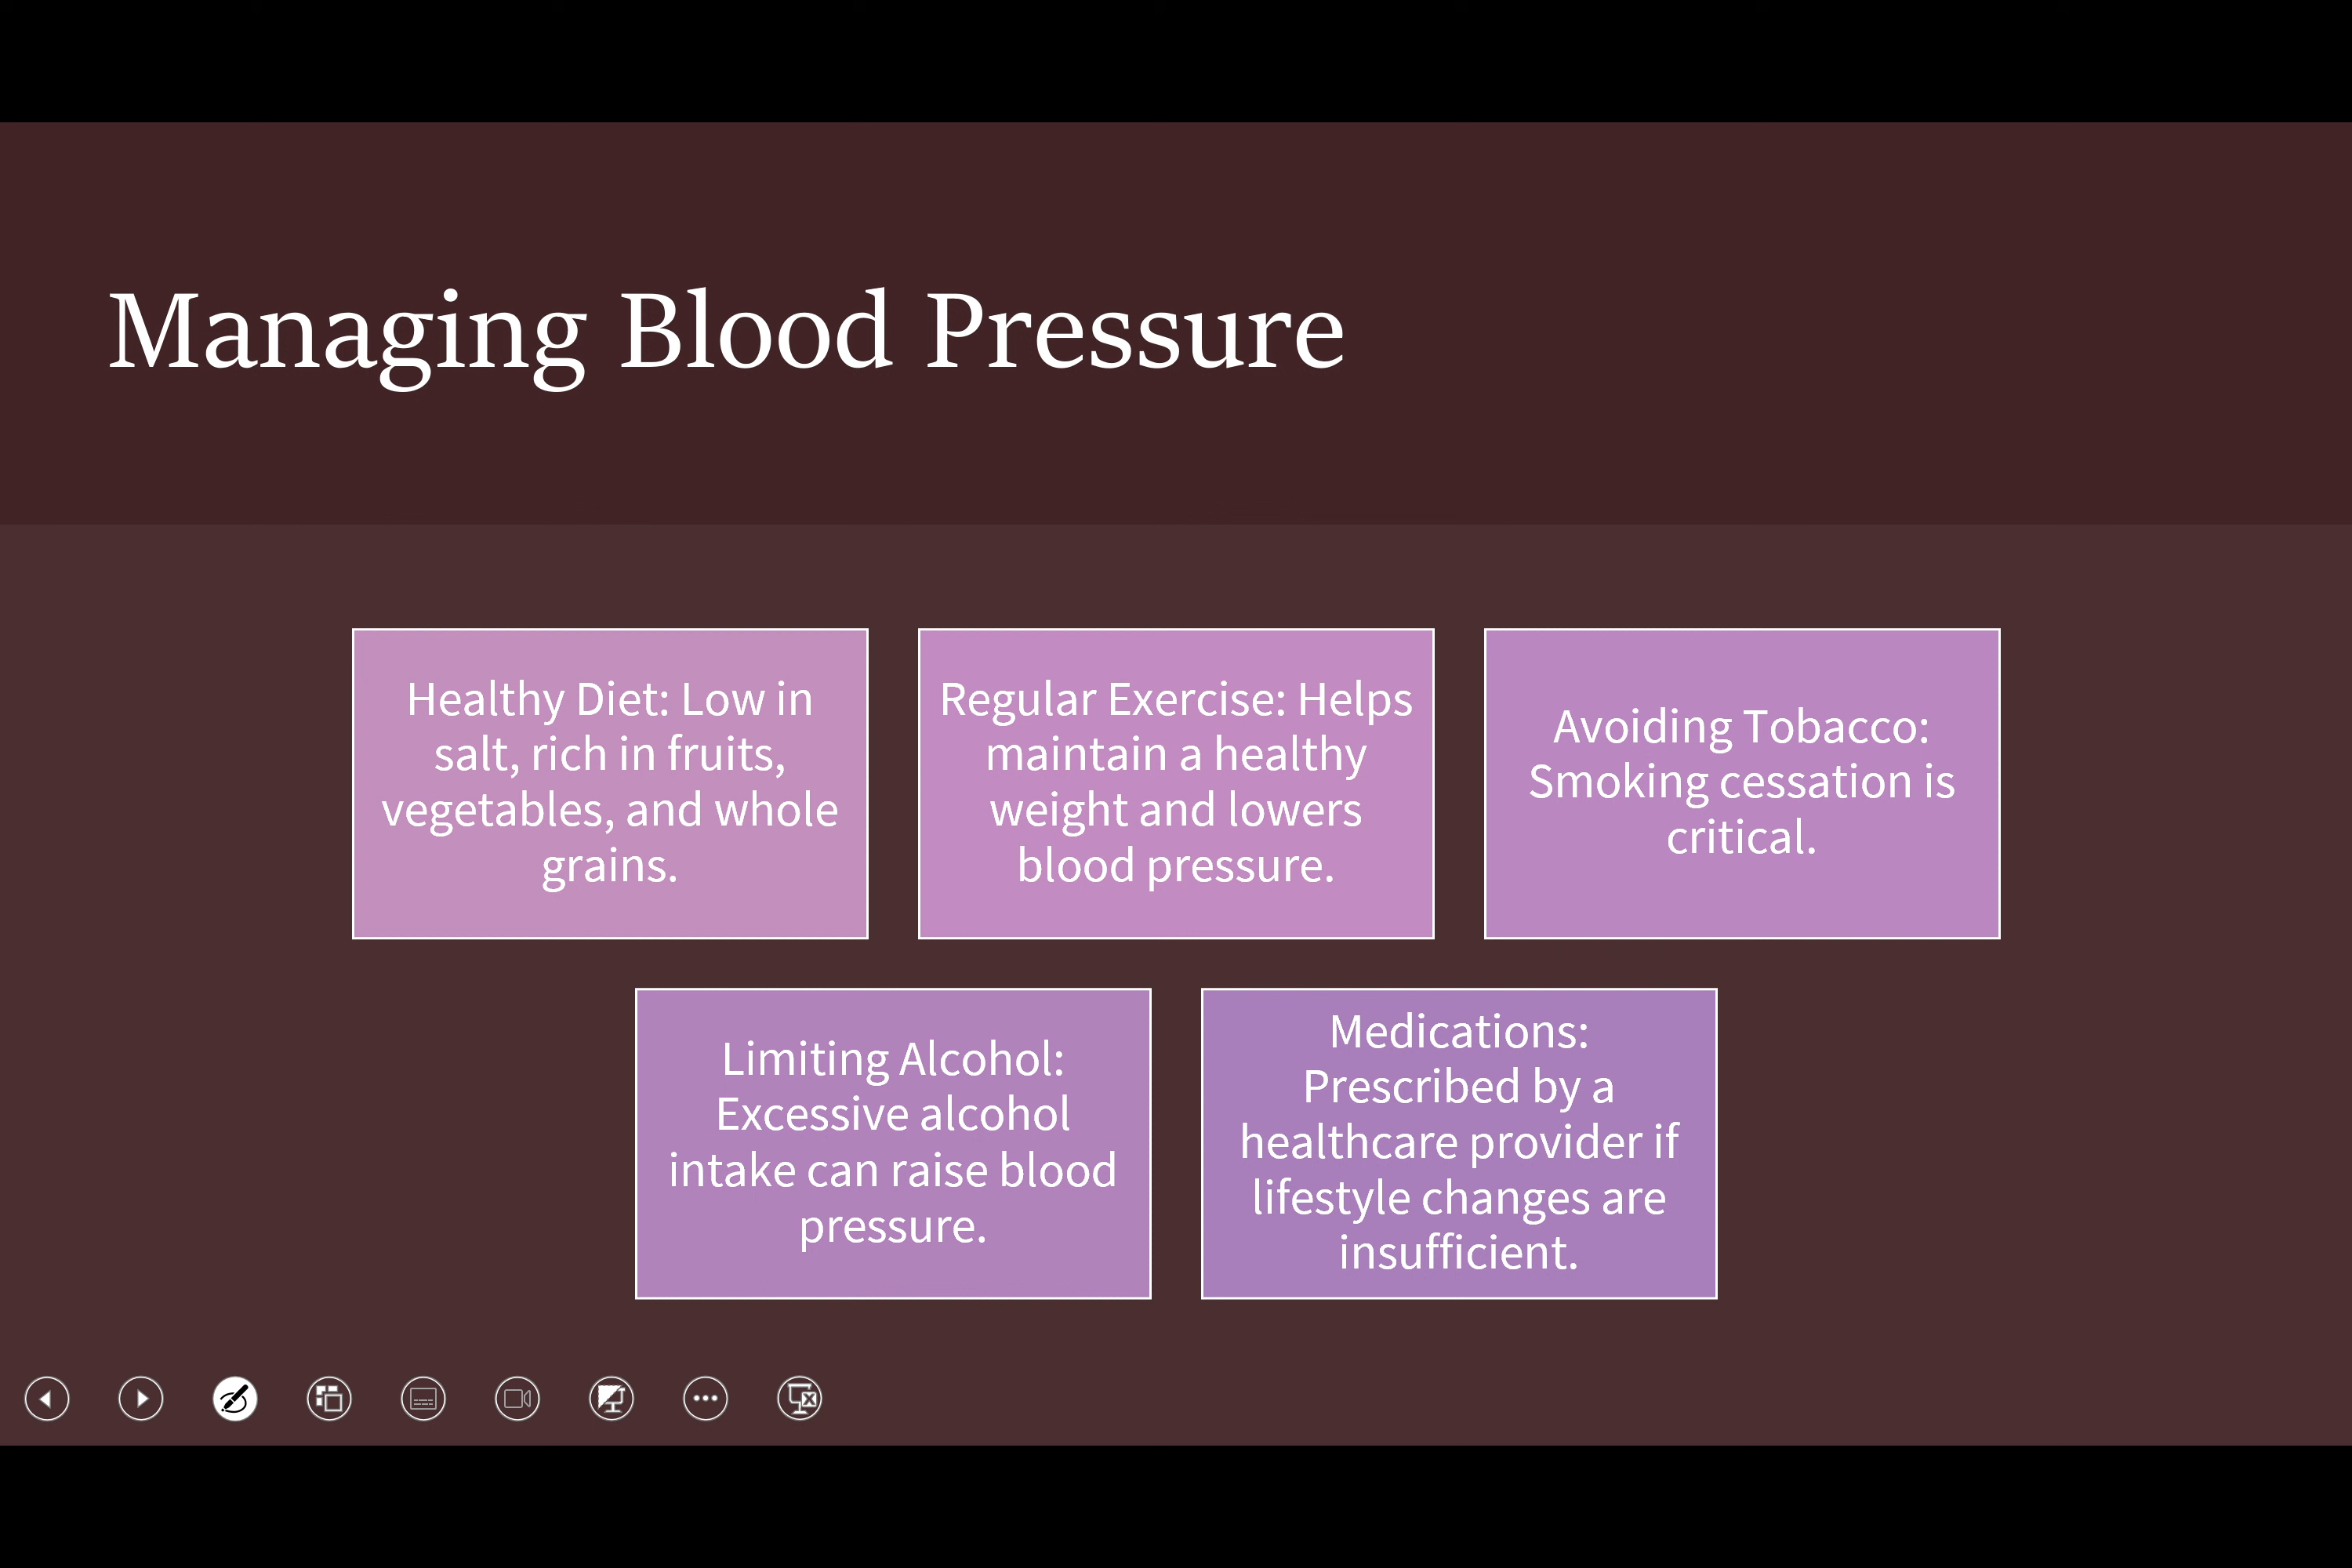 Managing Blood Pressure
Healthy Diet: Low in
salt, rich in fruits,
vegetables, and whole
grains.
Regular Exercise: Helps
maintain a healthy
weight and lowers
blood pressure.
Avoiding Tobacco:
Smoking cessation is
critical.
Limiting Alcohol:
Excessive alcohol
intake can raise blood
pressure.
Medications:
Prescribed by a
healthcare provider if
lifestyle changes are
insufficient.